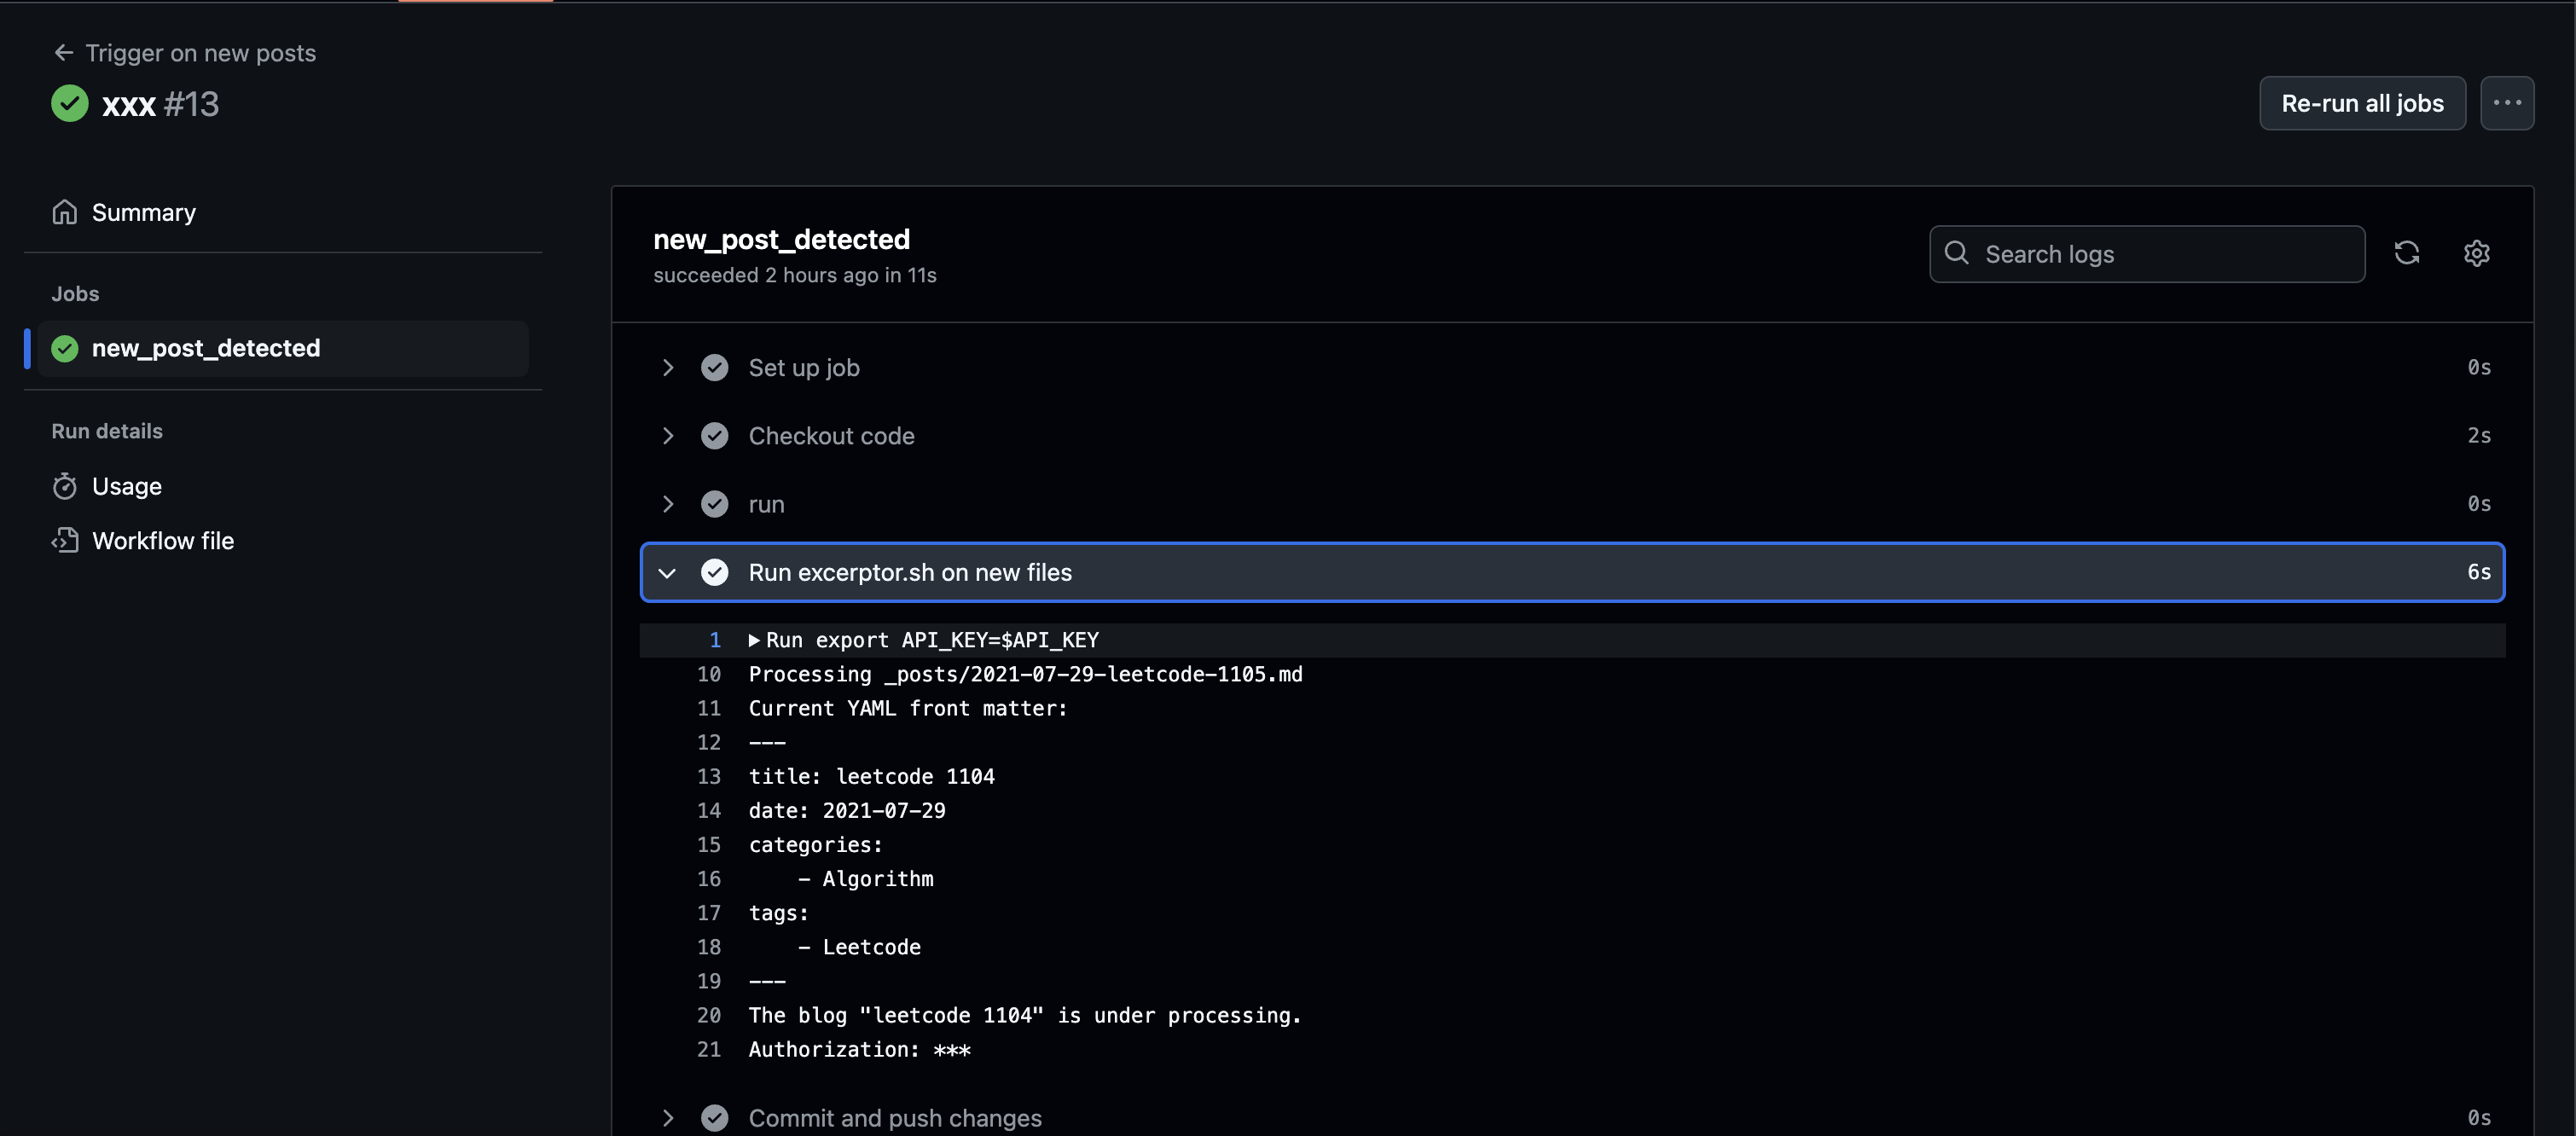 Trigger on new posts
xxx #13
Re-run all jobs
Summary
Jobs
new_post_detected
Run details
Usage
Workflow file
new_post_detected
succeeded 2 hours ago in 11s
Search logs
Set up job 0s
Checkout code 2s
run 0s
Run excerptor.sh on new files 6s
1 Run export API_KEY=$API_KEY
10 Processing _posts/2021-07-29-leetcode-1105.md
11 Current YAML front matter:
12 ---
13 title: leetcode 1104
14 date: 2021-07-29
15 categories:
16     - Algorithm
17 tags:
18     - Leetcode
19 ---
20 The blog "leetcode 1104" is under processing.
21 Authorization: ***
Commit and push changes 0s